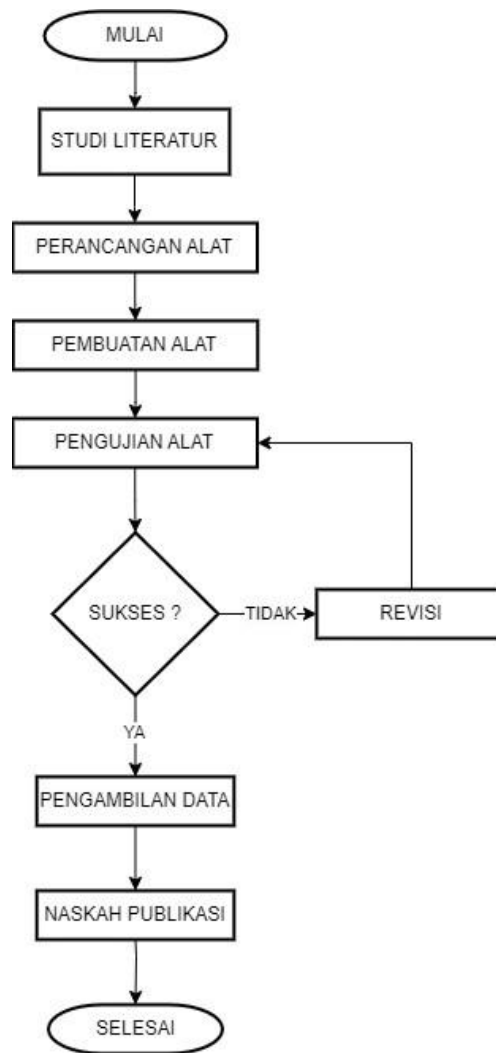 MULAI
STUDI LITERATUR
PERANCANGAN ALAT
PEMBUATAN ALAT
PENGUJIAN ALAT
SUKSES ?
TIDAK
REVISI
YA
PENGAMBILAN DATA
NASKAH PUBLIKASI
SELESAI